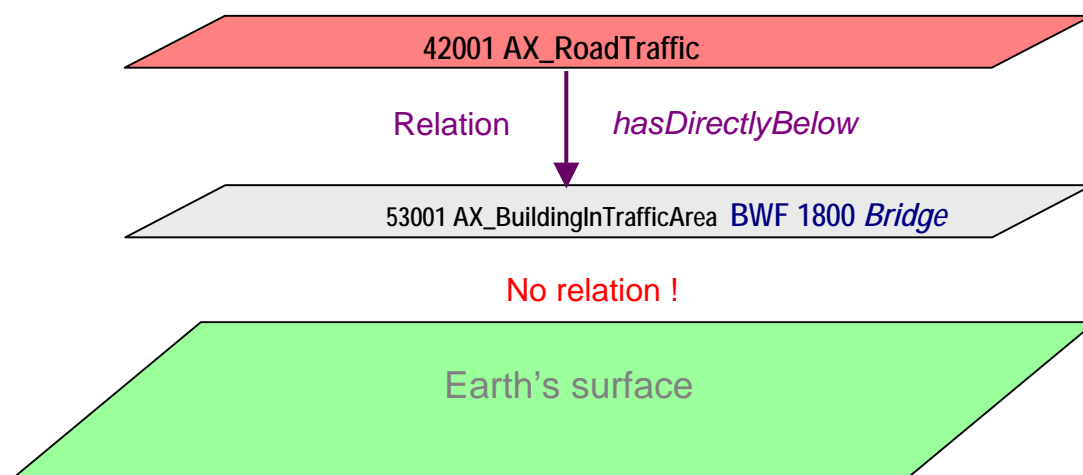 42001 AX_RoadTraffic
Relation hasDirectlyBelow
53001 AX_BuildingInTrafficArea BWF 1800 Bridge
No relation !
Earth's surface